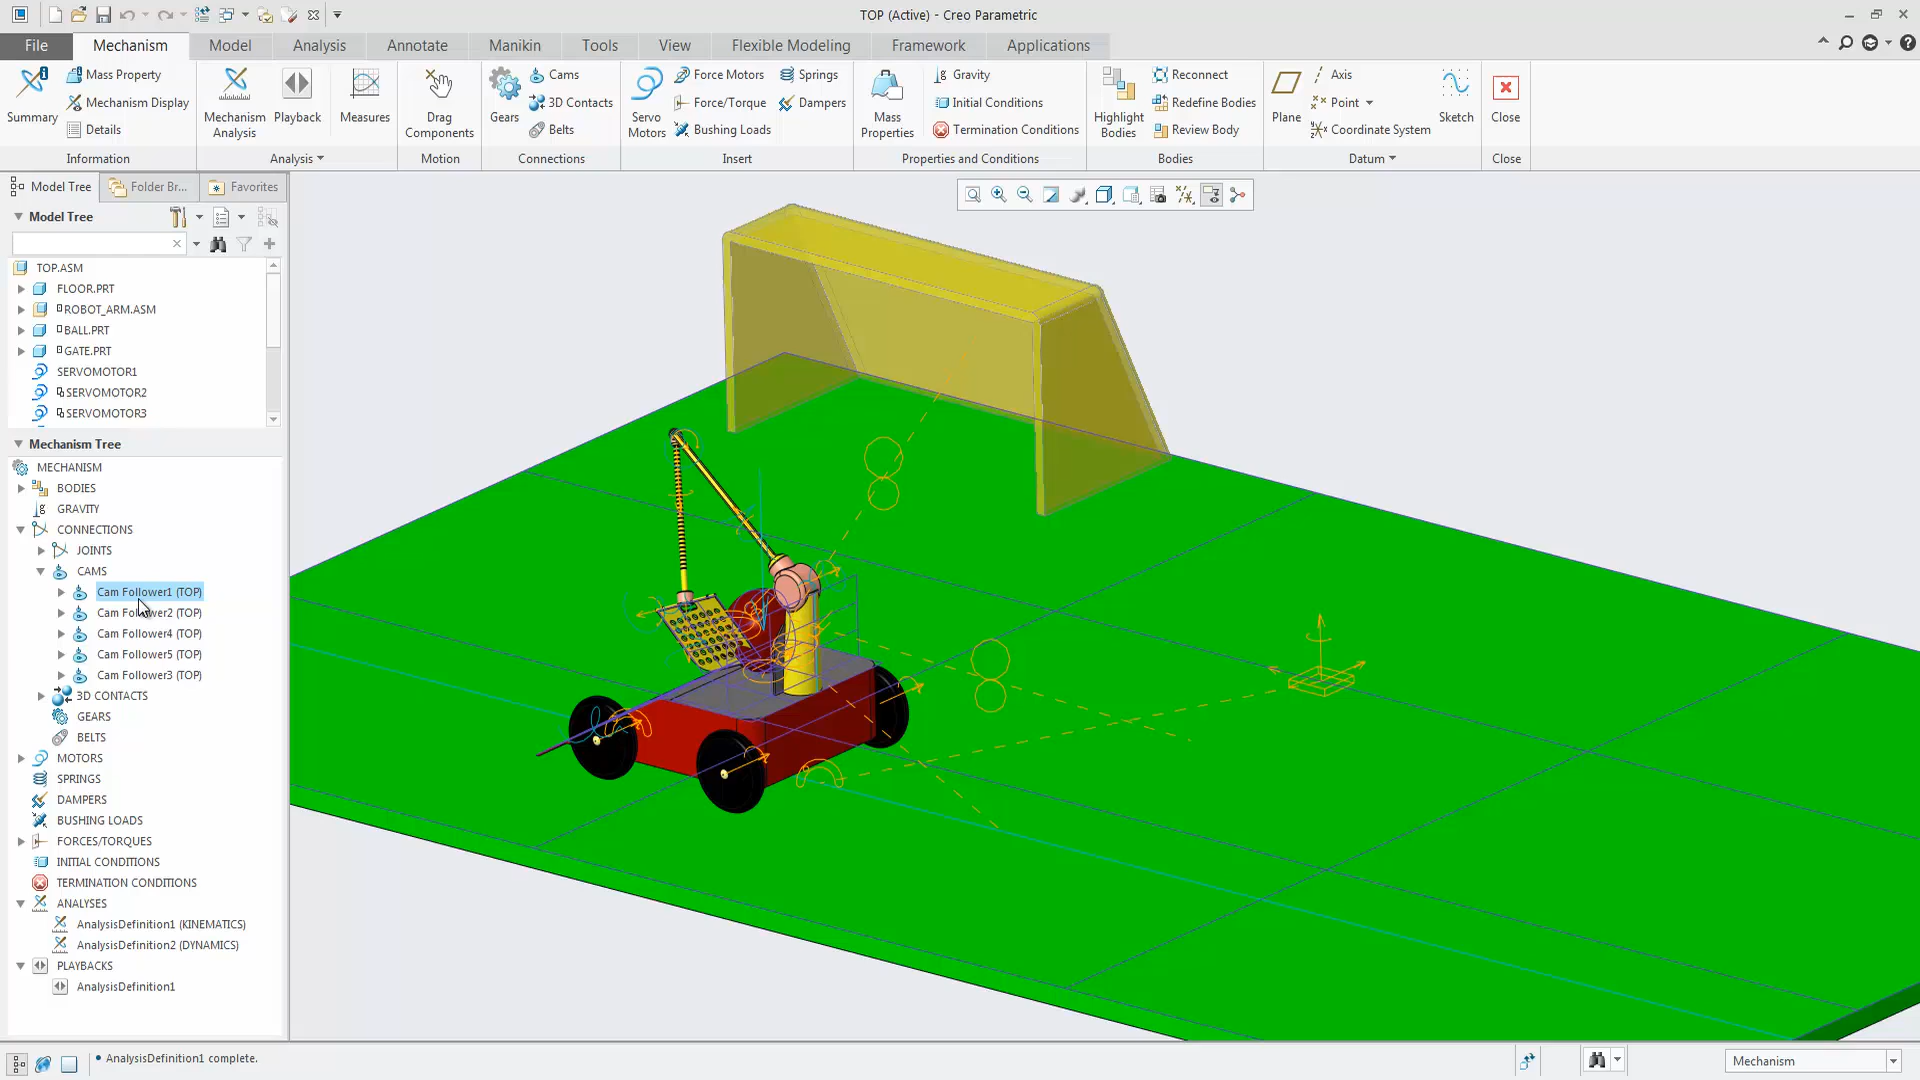 TOP (Active) - Creo Parametric
File Mechanism Model Analysis Annotate Manikin Tools View Flexible Modeling Framework Applications
Summary
Mass Property
Mechanism Display
Details
Information
Mechanism Analysis
Playback
Measures
Analysis
Drag Components
Motion
Gears
Cams
3D Contacts
Belts
Connections
Servo Motors
Force Motors
Force/Torque
Bushing Loads
Springs
Dampers
Insert
Mass Properties
Gravity
Initial Conditions
Termination Conditions
Properties and Conditions
Highlight Bodies
Reconnect
Redefine Bodies
Review Body
Bodies
Plane
Axis
Point
Coordinate System
Sketch
Datum
Close
Close
Model Tree Folder Br... Favorites
Model Tree
TOP.ASM
FLOOR.PRT
ROBOT_ARM.ASM
BALL.PRT
GATE.PRT
SERVOMOTOR1
SERVOMOTOR2
SERVOMOTOR3
Mechanism Tree
MECHANISM
BODIES
GRAVITY
CONNECTIONS
JOINTS
CAMS
Cam Follower1 (TOP)
Cam Follower2 (TOP)
Cam Follower4 (TOP)
Cam Follower5 (TOP)
Cam Follower3 (TOP)
3D CONTACTS
GEARS
BELTS
MOTORS
SPRINGS
DAMPERS
BUSHING LOADS
FORCES/TORQUES
INITIAL CONDITIONS
TERMINATION CONDITIONS
ANALYSES
AnalysisDefinition1 (KINEMATICS)
AnalysisDefinition2 (DYNAMICS)
PLAYBACKS
AnalysisDefinition1
• AnalysisDefinition1 complete.
Mechanism